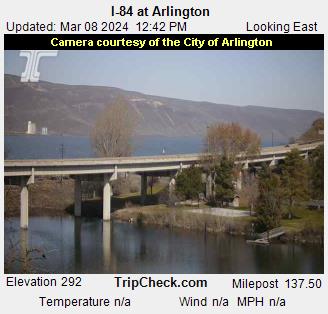 I-84 at Arlington
Updated: Mar 08 2024 12:42 PM Looking East
Camera courtesy of the City of Arlington
Elevation 292 TripCheck.com Milepost 137.50
Temperature n/a Wind n/a MPH n/a